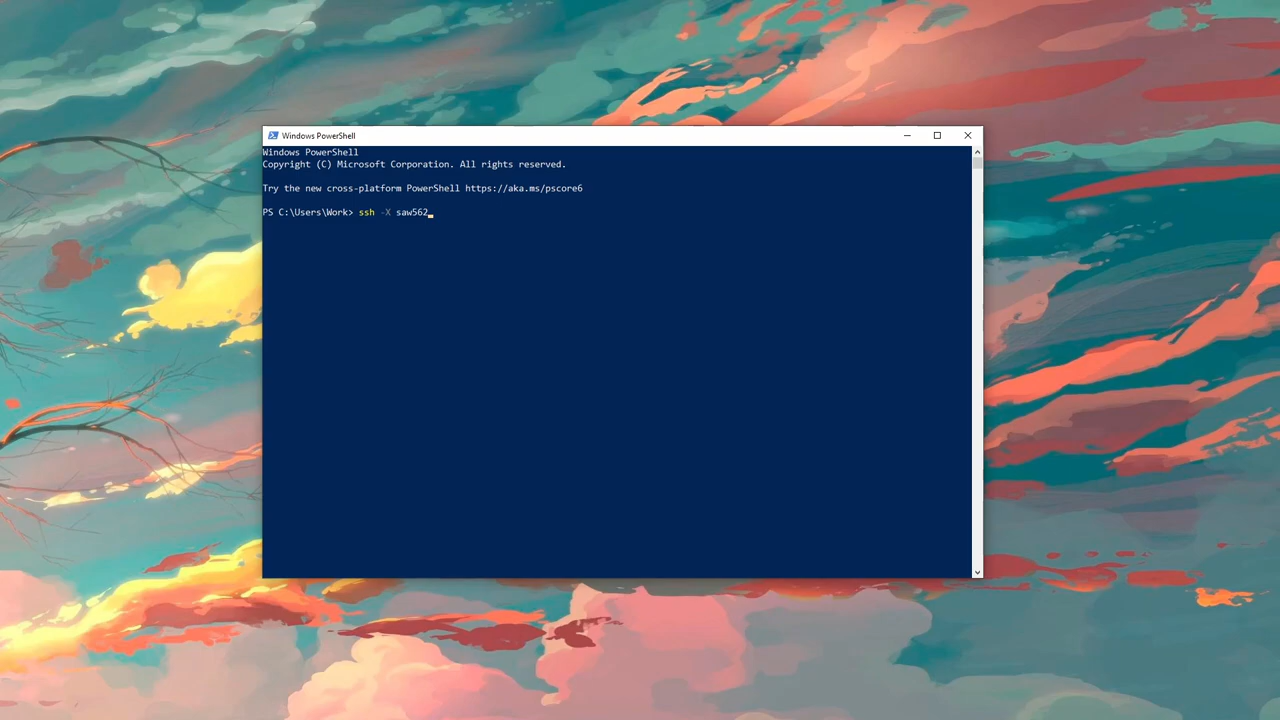 Windows PowerShell
Windows PowerShell
Copyright (C) Microsoft Corporation. All rights reserved.
Try the new cross-platform PowerShell https://aka.ms/pscore6
PS C:\Users\Work> ssh -X saw562